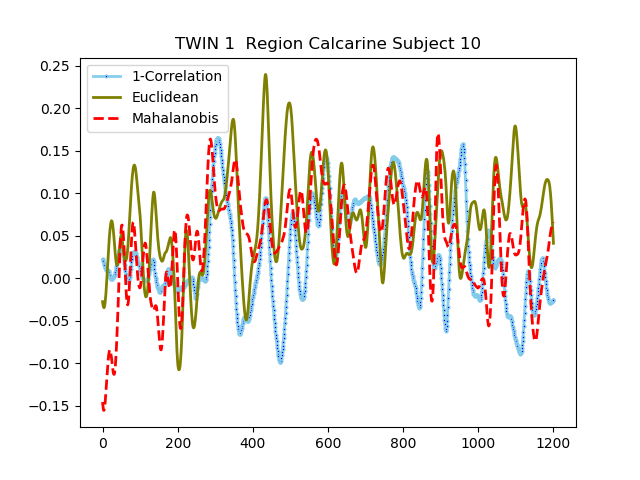 TWIN 1  Region Calcarine Subject 10
1-Correlation
Euclidean
Mahalanobis
0.25
0.20
0.15
0.10
0.05
0.00
−0.05
−0.10
−0.15
0 200 400 600 800 1000 1200